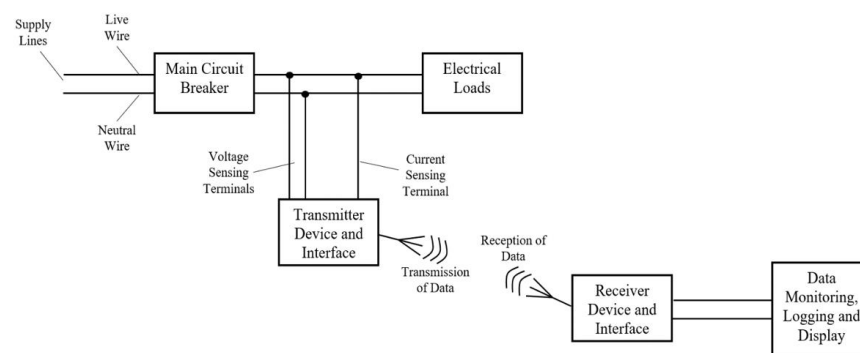 Supply
Lines
Live
Wire
Main Circuit
Breaker
Electrical
Loads
Neutral
Wire
Voltage
Sensing
Terminals
Current
Sensing
Terminal
Transmitter
Device and
Interface
Transmission
of Data
Reception of
Data
Receiver
Device and
Interface
Data
Monitoring,
Logging and
Display